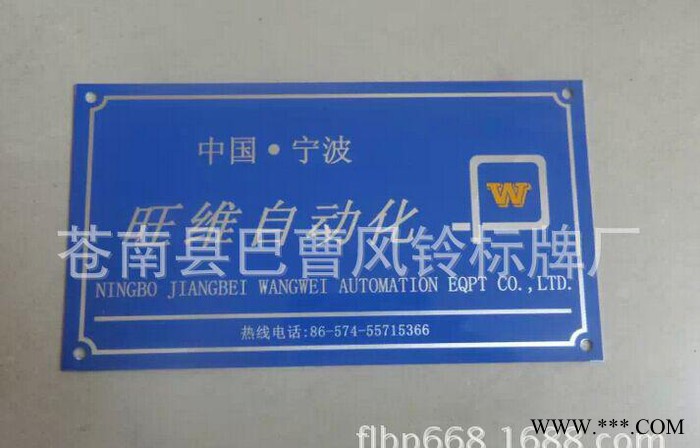 中国·宁波
W
旺维自动化
苍南县巴曹风铃标牌厂
NINGBO JIANGBEI WANGWEI AUTOMATION EQPT CO.,LTD.
热线电话:86-574-55715366
flbp668.1688.com
WWW.***.COM